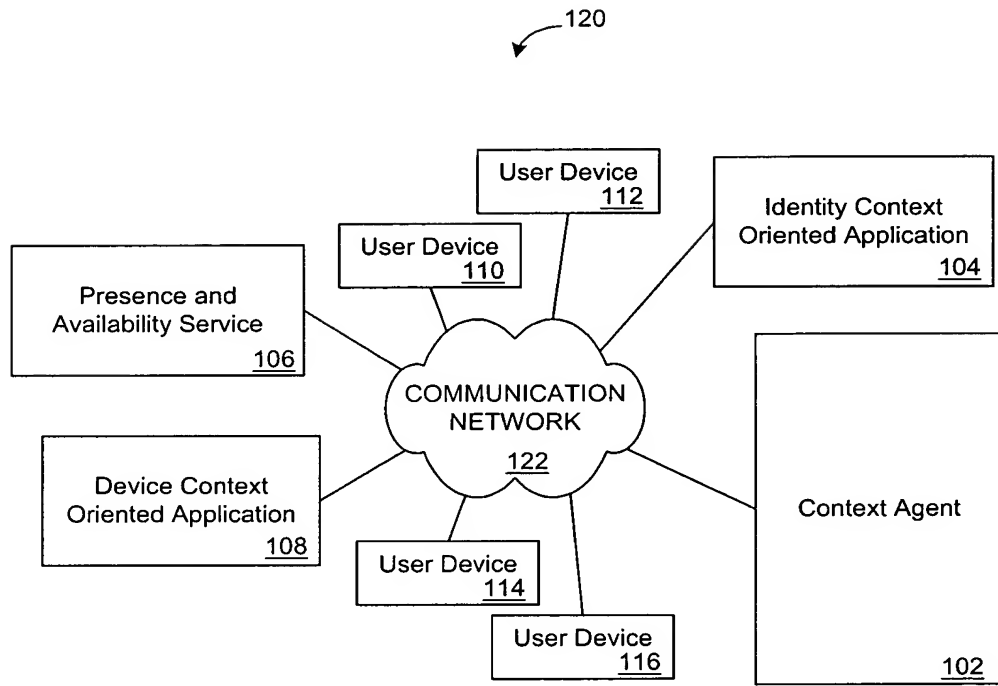 120
User Device
112
Identity Context
Oriented Application
104
User Device
110
Presence and
Availability Service
106
COMMUNICATION
NETWORK
122
Device Context
Oriented Application
108
Context Agent
102
User Device
114
User Device
116